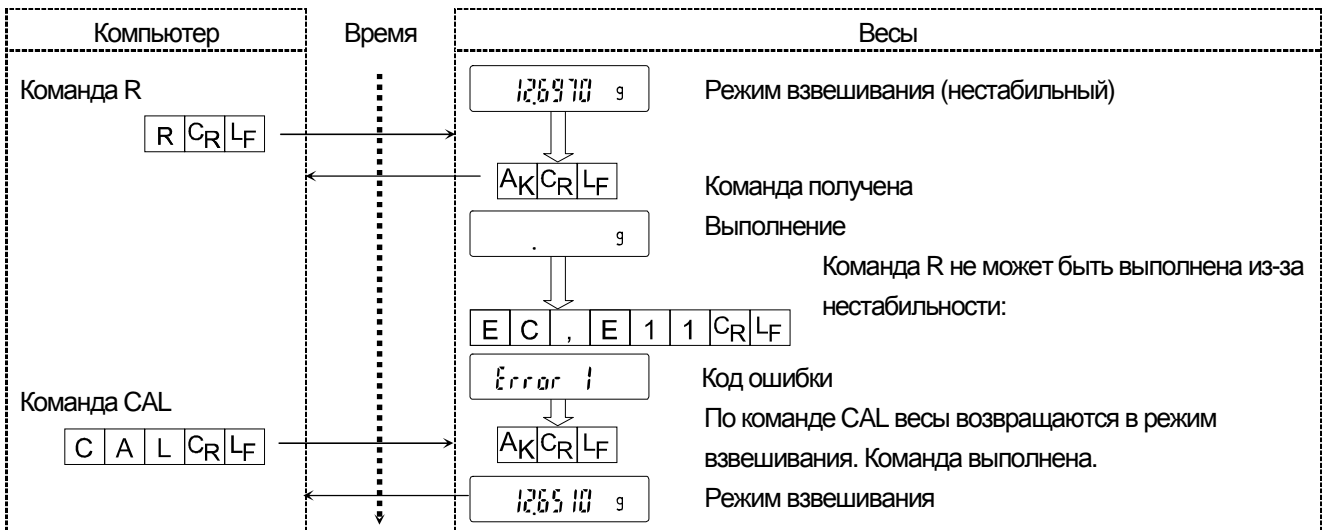 Компьютер Время Весы
Команда R
12.6970 g Режим взвешивания (нестабильный)
R CR LF
AK CR LF Команда получена
. g Выполнение
Команда R не может быть выполнена из-за
нестабильности:
E C , E 1 1 CR LF
Error 1 Код ошибки
Команда CAL
По команде CAL весы возвращаются в режим
C A L CR LF AK CR LF
взвешивания. Команда выполнена.
12.6510 g Режим взвешивания